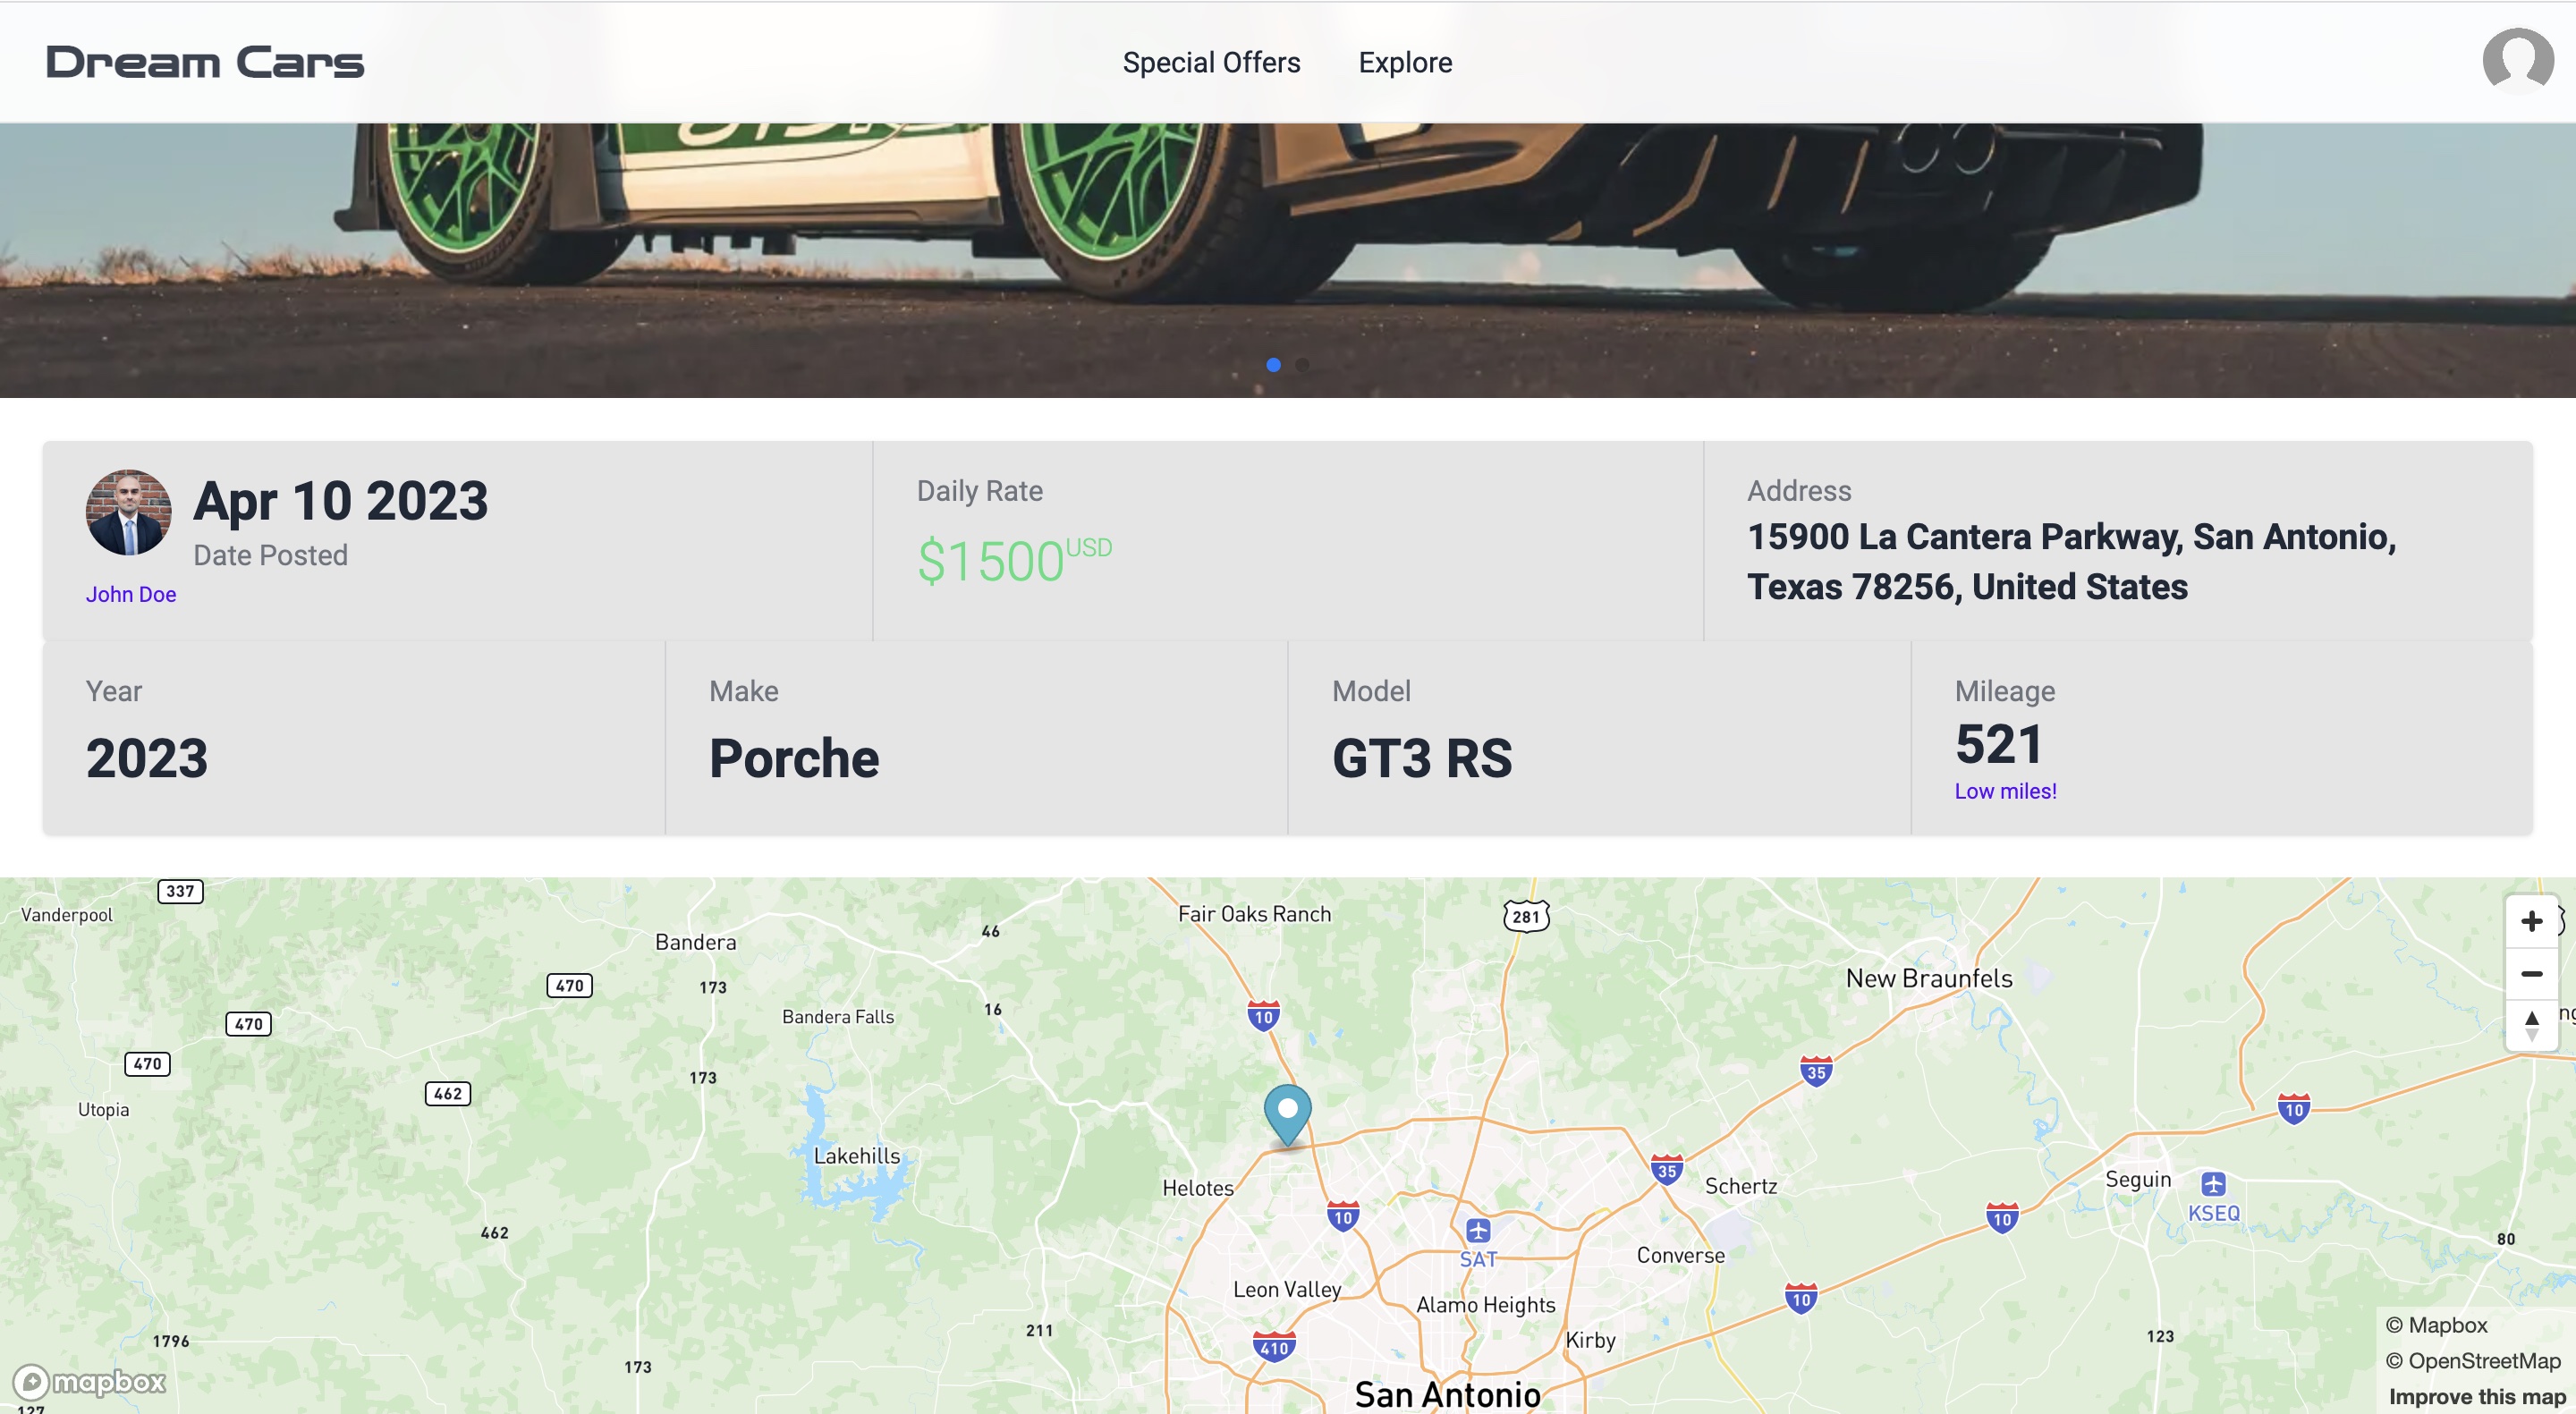 Dream Cars
Special Offers
Explore
Apr 10 2023
Date Posted
John Doe
Daily Rate
$1500USD
Address
15900 La Cantera Parkway, San Antonio,
Texas 78256, United States
Year
2023
Make
Porche
Model
GT3 RS
Mileage
521
Low miles!
337
Vanderpool
Bandera
46
Fair Oaks Ranch
281
470
173
16
Bandera Falls
10
New Braunfels
470
470
462
173
35
Utopia
10
Lakehills
Helotes
35
Schertz
Seguin
KSEQ
10
10
462
SAT
Converse
80
Leon Valley
Alamo Heights
10
211
410
Kirby
123
1796
173
San Antonio
mapbox
127
© Mapbox
© OpenStreetMap
Improve this map